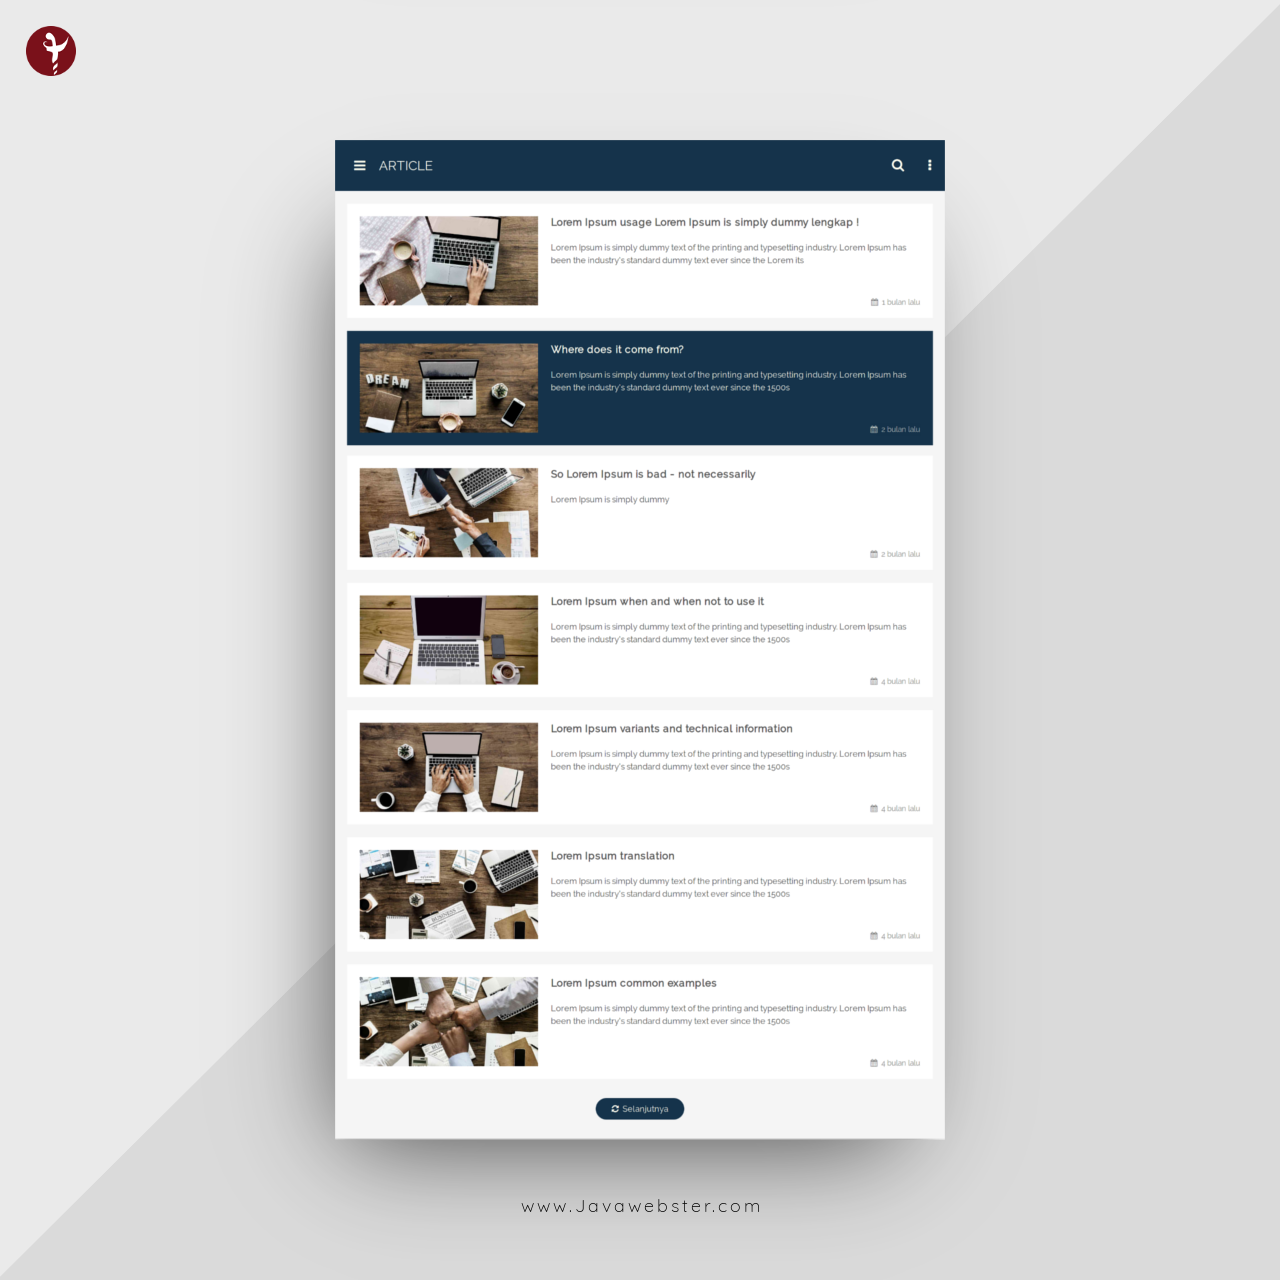 ARTICLE
Lorem Ipsum usage Lorem Ipsum is simply dummy lengkap !
Lorem Ipsum is simply dummy text of the printing and typesetting industry. Lorem Ipsum has
been the industry's standard dummy text ever since the Lorem its
1 bulan lalu
DREAM
Where does it come from?
Lorem Ipsum is simply dummy text of the printing and typesetting industry. Lorem Ipsum has
been the industry's standard dummy text ever since the 1500s
2 bulan lalu
So Lorem Ipsum is bad - not necessarily
Lorem Ipsum is simply dummy
2 bulan lalu
Lorem Ipsum when and when not to use it
Lorem Ipsum is simply dummy text of the printing and typesetting industry. Lorem Ipsum has
been the industry's standard dummy text ever since the 1500s
4 bulan lalu
Lorem Ipsum variants and technical information
Lorem Ipsum is simply dummy text of the printing and typesetting industry. Lorem Ipsum has
been the industry's standard dummy text ever since the 1500s
4 bulan lalu
Lorem Ipsum translation
Lorem Ipsum is simply dummy text of the printing and typesetting industry. Lorem Ipsum has
been the industry's standard dummy text ever since the 1500s
BUSINESS
4 bulan lalu
Lorem Ipsum common examples
Lorem Ipsum is simply dummy text of the printing and typesetting industry. Lorem Ipsum has
been the industry's standard dummy text ever since the 1500s
4 bulan lalu
Selanjutnya
www.Javawebster.com